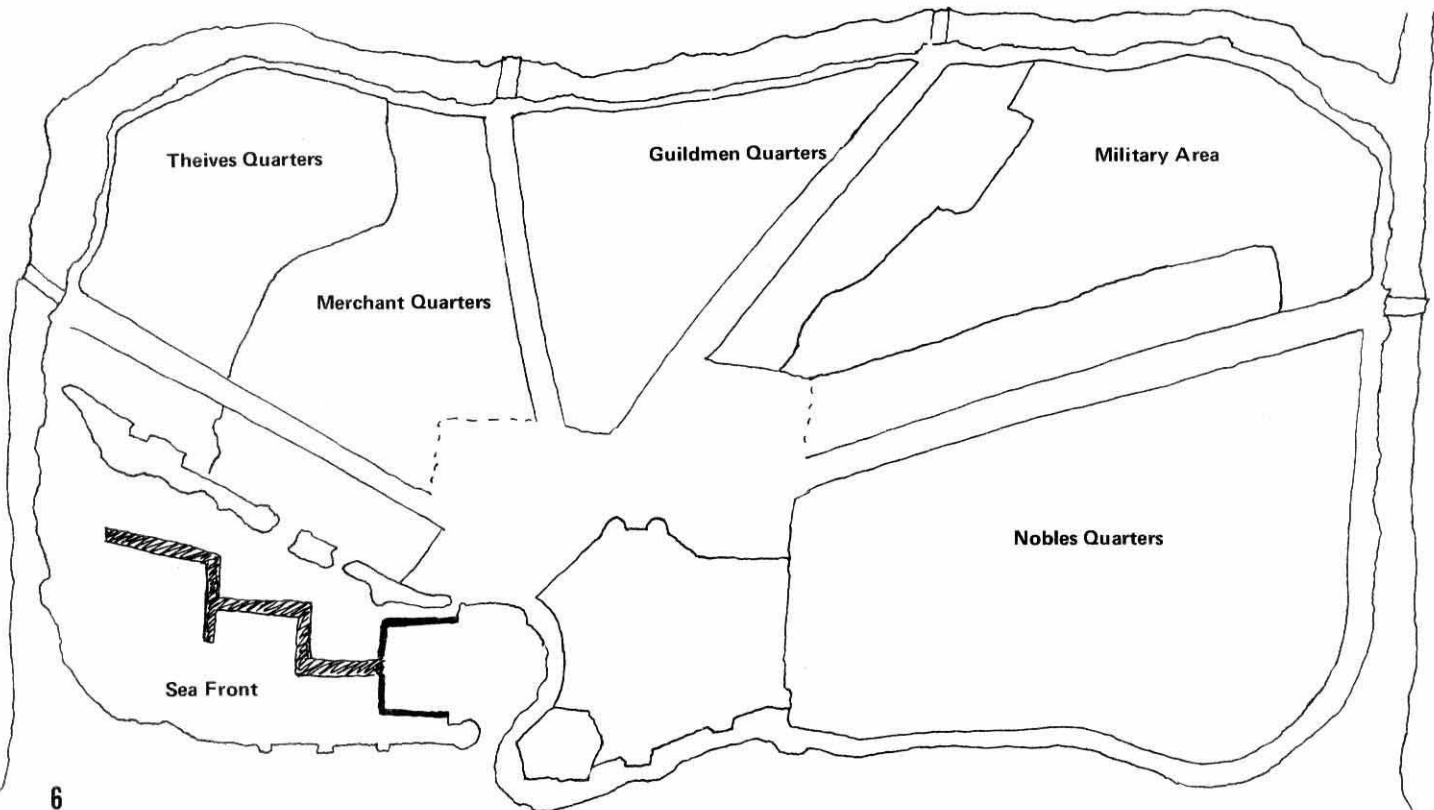 Theives Quarters
Guildmen Quarters
Military Area
Merchant Quarters
Nobles Quarters
Sea Front
6